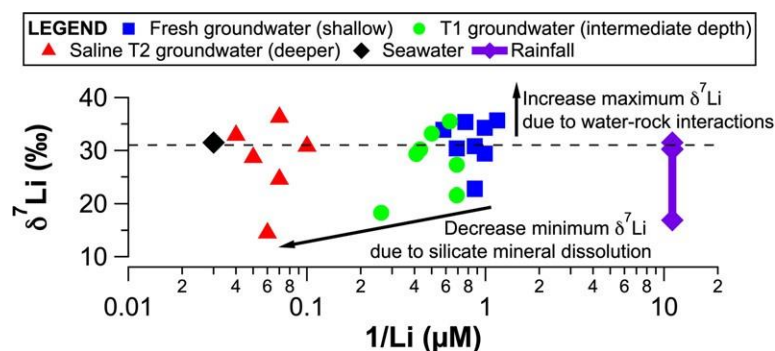 LEGEND Fresh groundwater (shallow) T1 groundwater (intermediate depth)
Saline T2 groundwater (deeper) Seawater Rainfall
40
30
20
10
δ⁷Li (‰)
Increase maximum δ⁷Li
due to water-rock interactions
Decrease minimum δ⁷Li
due to silicate mineral dissolution
0.01 2 4 6 8 0.1 2 4 6 8 1 2 4 6 8 10 2
1/Li (μM)